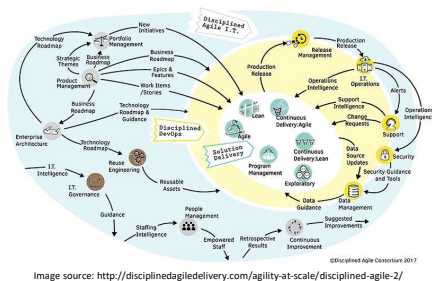 Disciplined
Agile I.T.
New
Initiatives
Technology
Roadmap
Portfolio
Management
Strategic
Themes
Business
Roadmap
Business
Roadmap
Epics &
Features
Work Items
/Stories
Product
Management
Business
Roadmap
Technology
Roadmap
& Guidance
Enterprise
Architecture
Technology
Roadmap
Reuse
Engineering
Reusable
Assets
I.T.
Intelligence
I.T.
Governance
Guidance
Staffing
Intelligence
People
Management
Empowered
Staff
Retrospective
Results
Continuous
Improvement
Suggested
Improvements
Disciplined
DevOps
Solution
Delivery
Production
Release
Release
Management
Production
Release
I.T.
Operations
Operations
Intelligence
Alerts
Operations
Support
Intelligence
Change
Requests
Support
Data
Source
Updates
Security
Security Guidance
and Tools
Data
Management
Data
Guidance
Lean
Agile
Continuous
Delivery:Agile
Continuous
Delivery:Lean
Program
Management
Exploratory
©Disciplined Agile Consortium 2017
Image source: http://disciplinedagiledelivery.com/agility-at-scale/disciplined-agile-2/